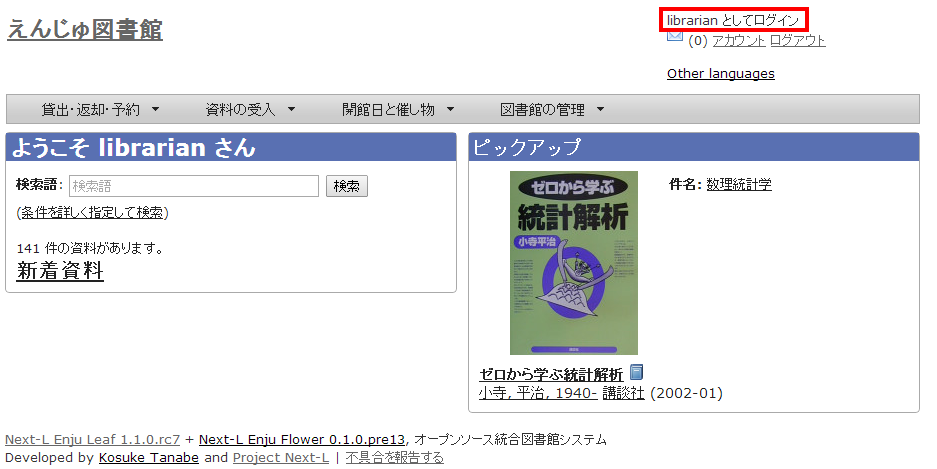 えんじゅ図書館
librarian としてログイン
(0) アカウント ログアウト
Other languages
貸出・返却・予約 資料の受入 開館日と催し物 図書館の管理
ようこそ librarian さん
検索語: 検索語 検索
(条件を詳しく指定して検索)
141 件の資料があります。
新着資料
ピックアップ
ゼロから学ぶ
統計解析
小寺平治
件名: 数理統計学
ゼロから学ぶ統計解析
小寺, 平治, 1940- 講談社 (2002-01)
Next-L Enju Leaf 1.1.0.rc7 + Next-L Enju Flower 0.1.0.pre13, オープンソース統合図書館システム
Developed by Kosuke Tanabe and Project Next-L | 不具合を報告する